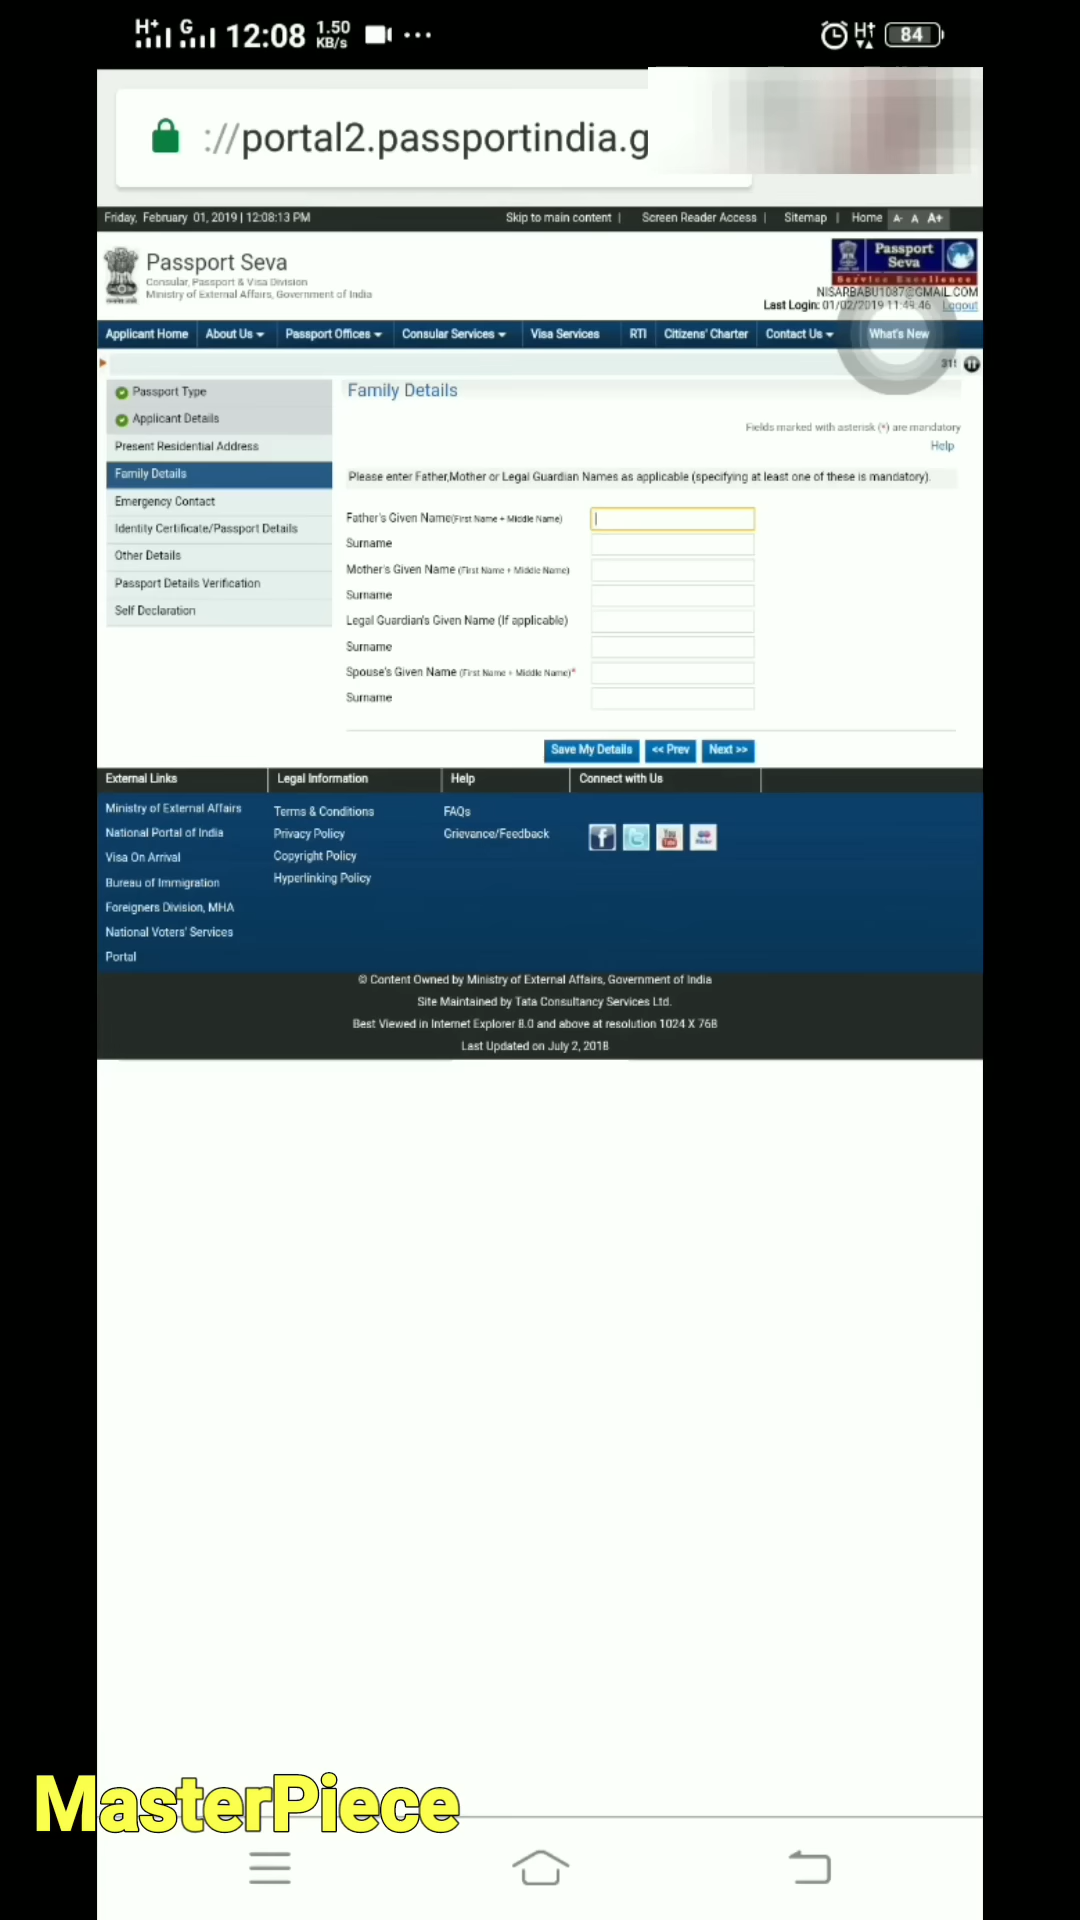 H+ G 12:08 1.50 KB/s ... H† 84
://portal2.passportindia.g
Friday, February 01, 2019 | 12:08:13 PM Skip to main content | Screen Reader Access | Sitemap | Home A- A A+
Passport Seva
Consular, Passport & Visa Division
Ministry of External Affairs, Government of India
Passport Seva
Service Excellence
NISARBABU1087@GMAIL.COM
Last Login: 01/02/2019 11:49:46 Logout
Applicant Home About Us Passport Offices Consular Services Visa Services RTI Citizens' Charter Contact Us What's New
Passport Type
Applicant Details
Present Residential Address
Family Details
Emergency Contact
Identity Certificate/Passport Details
Other Details
Passport Details Verification
Self Declaration
Family Details
Fields marked with asterisk (*) are mandatory
Help
Please enter Father,Mother or Legal Guardian Names as applicable (specifying at least one of these is mandatory).
Father's Given Name(First Name + Middle Name)
Surname
Mother's Given Name (First Name + Middle Name)
Surname
Legal Guardian's Given Name (If applicable)
Surname
Spouse's Given Name (First Name + Middle Name)*
Surname
Save My Details << Prev Next >>
External Links Legal Information Help Connect with Us
Ministry of External Affairs
National Portal of India
Visa On Arrival
Bureau of Immigration
Foreigners Division, MHA
National Voters' Services
Portal
Terms & Conditions
Privacy Policy
Copyright Policy
Hyperlinking Policy
FAQs
Grievance/Feedback
© Content Owned by Ministry of External Affairs, Government of India
Site Maintained by Tata Consultancy Services Ltd.
Best Viewed in Internet Explorer 8.0 and above at resolution 1024 X 768
Last Updated on July 2, 2018
MasterPiece